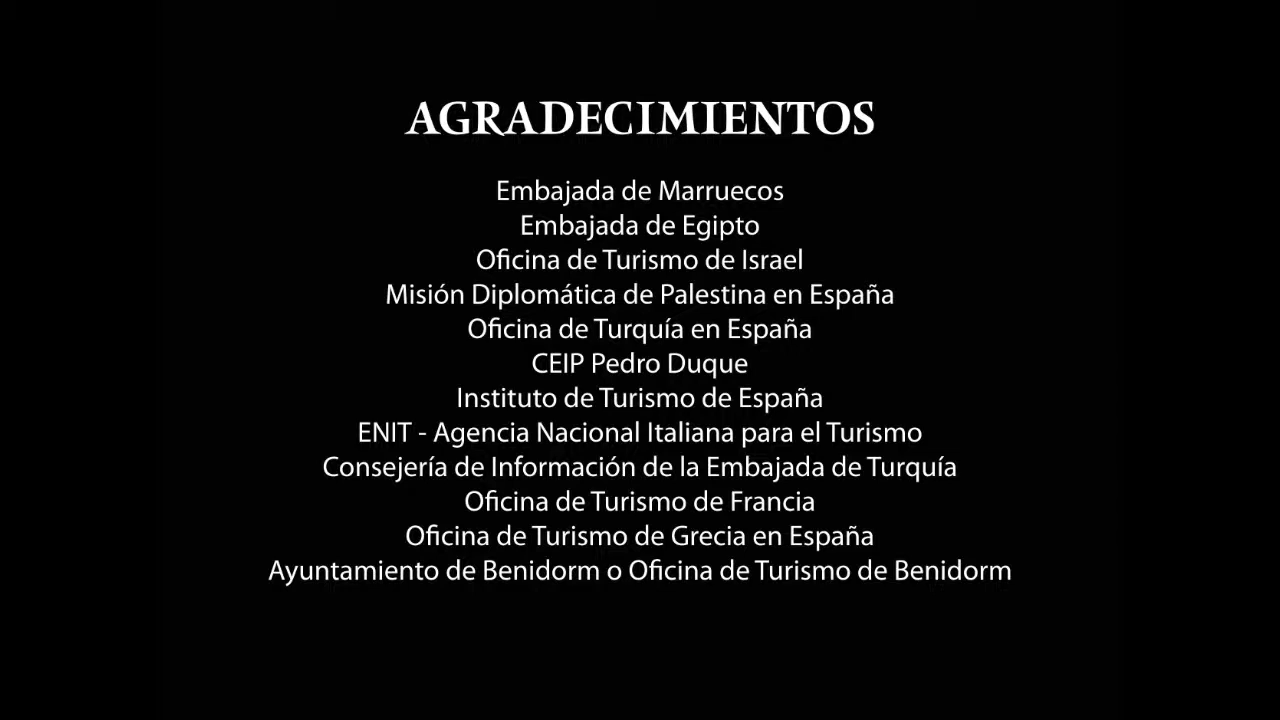 AGRADECIMIENTOS
Embajada de Marruecos
Embajada de Egipto
Oficina de Turismo de Israel
Misión Diplomática de Palestina en España
Oficina de Turquía en España
CEIP Pedro Duque
Instituto de Turismo de España
ENIT - Agencia Nacional Italiana para el Turismo
Consejería de Información de la Embajada de Turquía
Oficina de Turismo de Francia
Oficina de Turismo de Grecia en España
Ayuntamiento de Benidorm o Oficina de Turismo de Benidorm